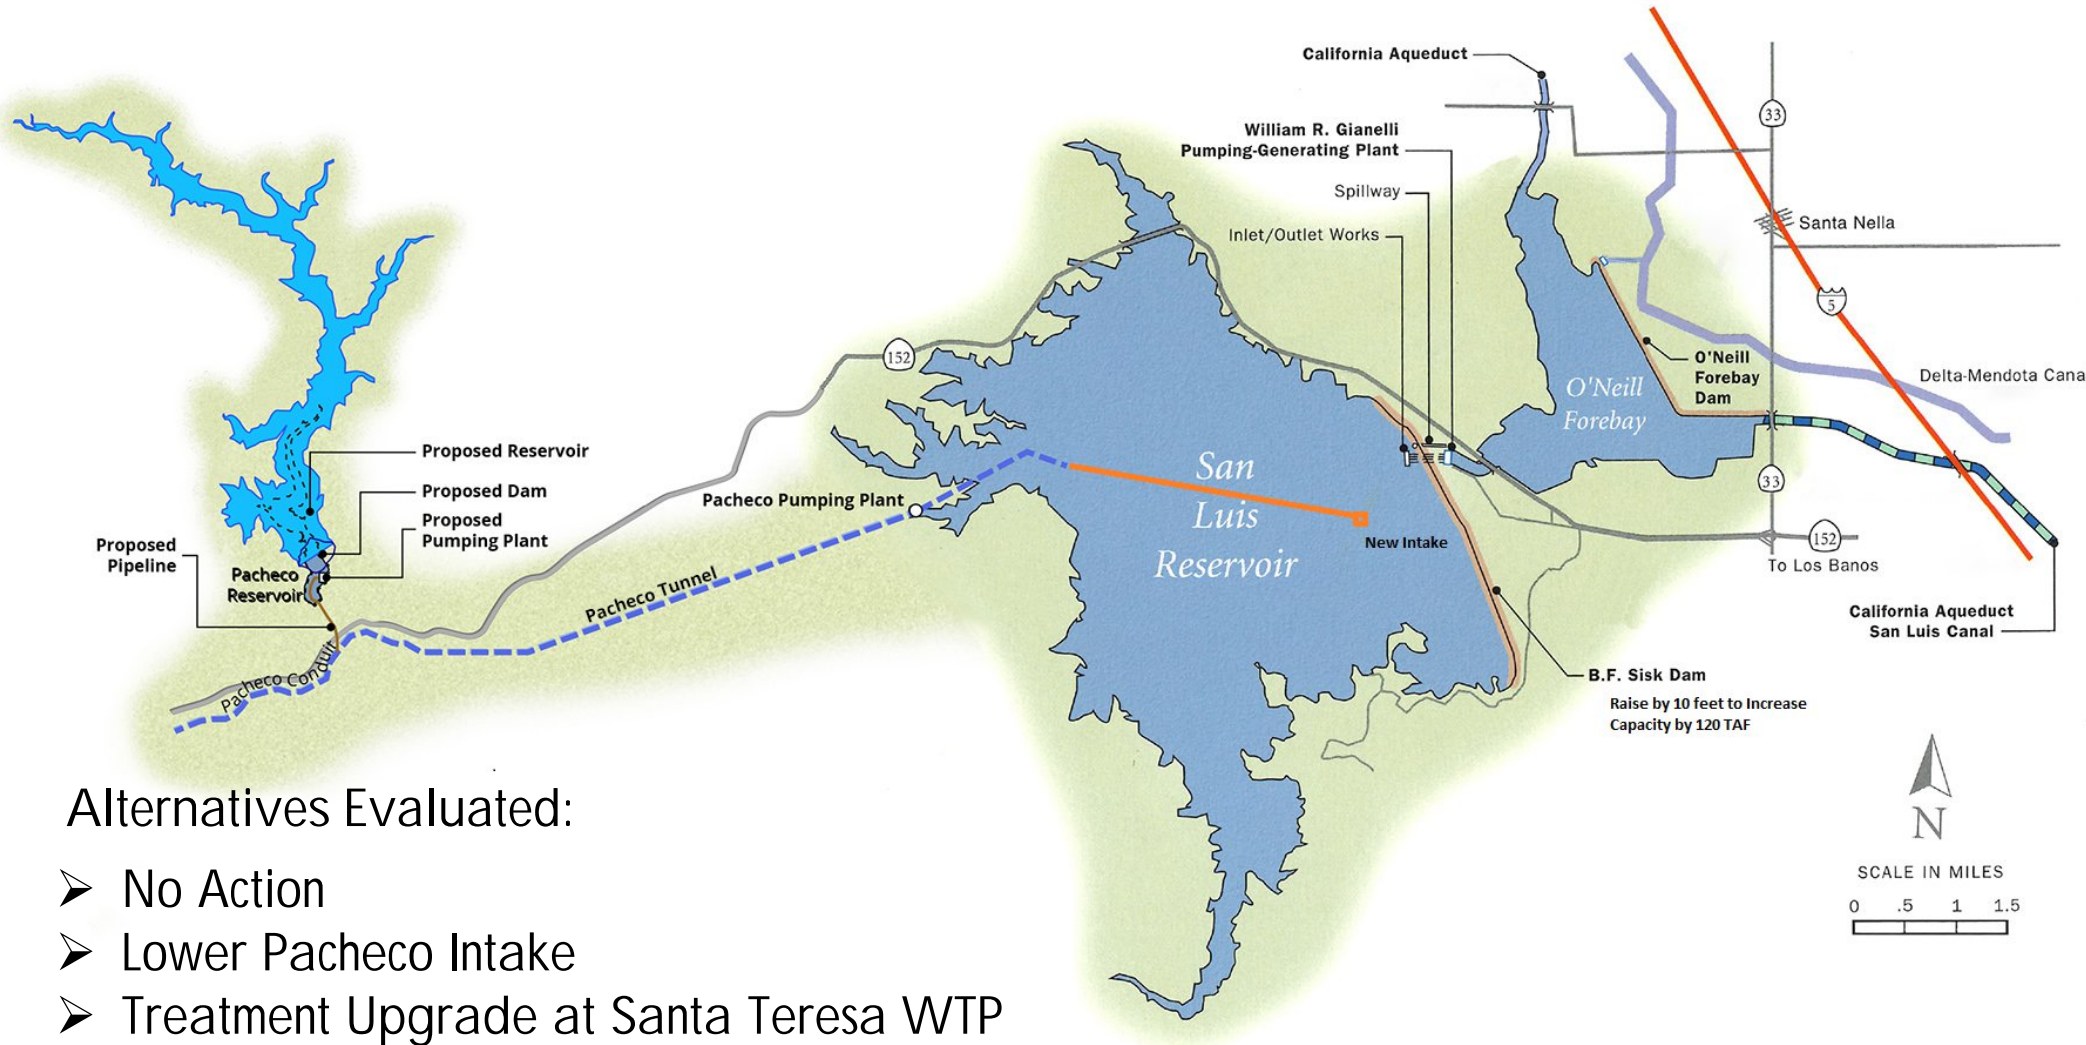 California Aqueduct
William R. Gianelli
Pumping-Generating Plant
Spillway
Inlet/Outlet Works
33
Santa Nella
5
O'Neill
Forebay
Dam
Delta-Mendota Cana
O'Neill
Forebay
152
Proposed Reservoir
Proposed Dam
Proposed
Pumping Plant
Proposed
Pipeline
Pacheco
Reservoir
Pacheco Pumping Plant
Pacheco Tunnel
Pacheco Conduit
San
Luis
Reservoir
New Intake
33
152
To Los Banos
California Aqueduct
San Luis Canal
B.F. Sisk Dam
Raise by 10 feet to Increase
Capacity by 120 TAF
N
SCALE IN MILES
0 .5 1 1.5
Alternatives Evaluated:
➢ No Action
➢ Lower Pacheco Intake
➢ Treatment Upgrade at Santa Teresa WTP